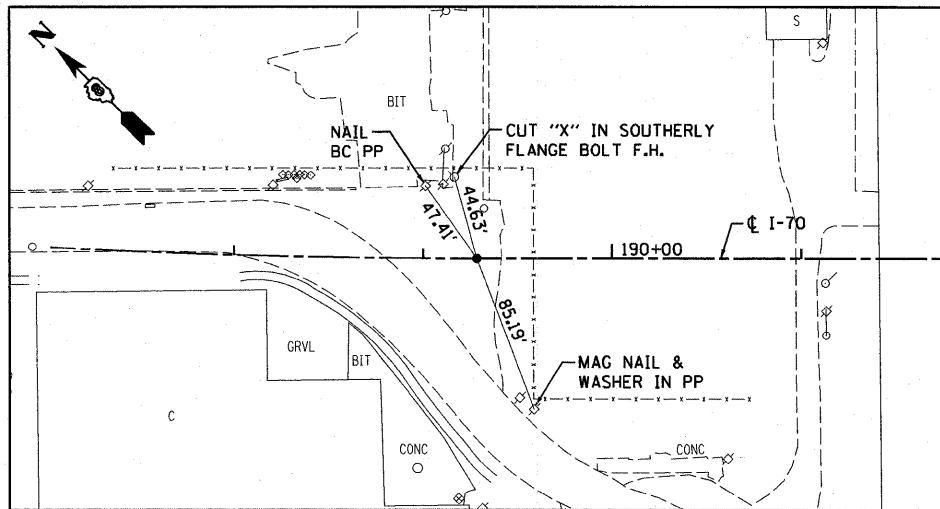 S
N
BIT
NAIL
BC PP
CUT "X" IN SOUTHERLY
FLANGE BOLT F.H.
47.41'
44.63'
℄ I-70
190+00
85.19'
GRVL
BIT
MAG NAIL &
WASHER IN PP
C
CONC
CONC